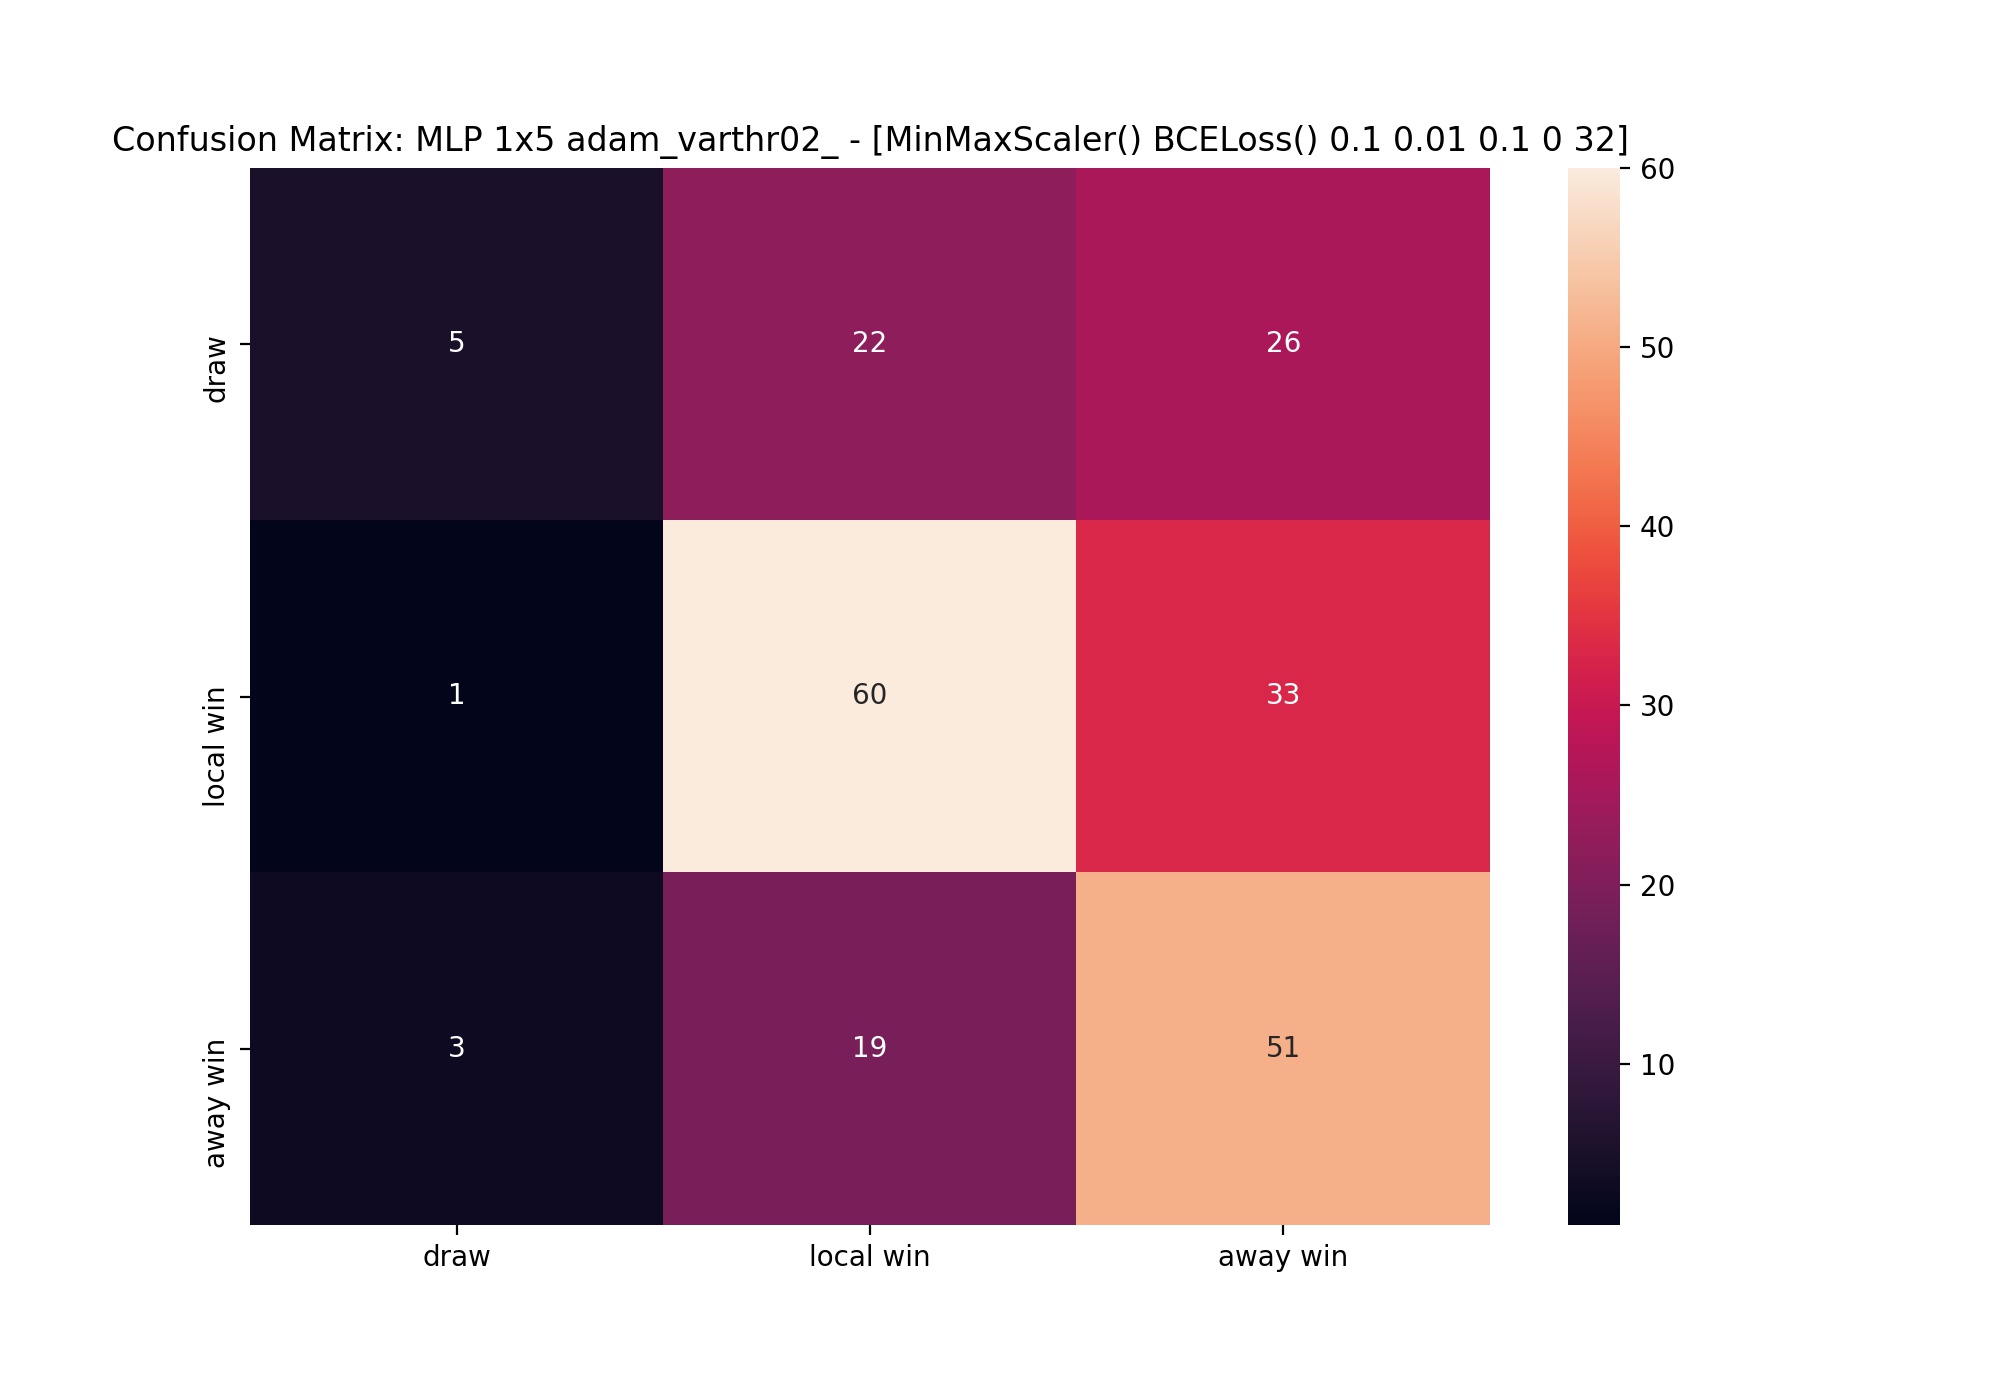 Confusion Matrix: MLP 1x5 adam_varthr02_ - [MinMaxScaler() BCELoss() 0.1 0.01 0.1 0 32]
draw
5
22
26
local win
1
60
33
away win
3
19
51
draw
local win
away win
60
50
40
30
20
10